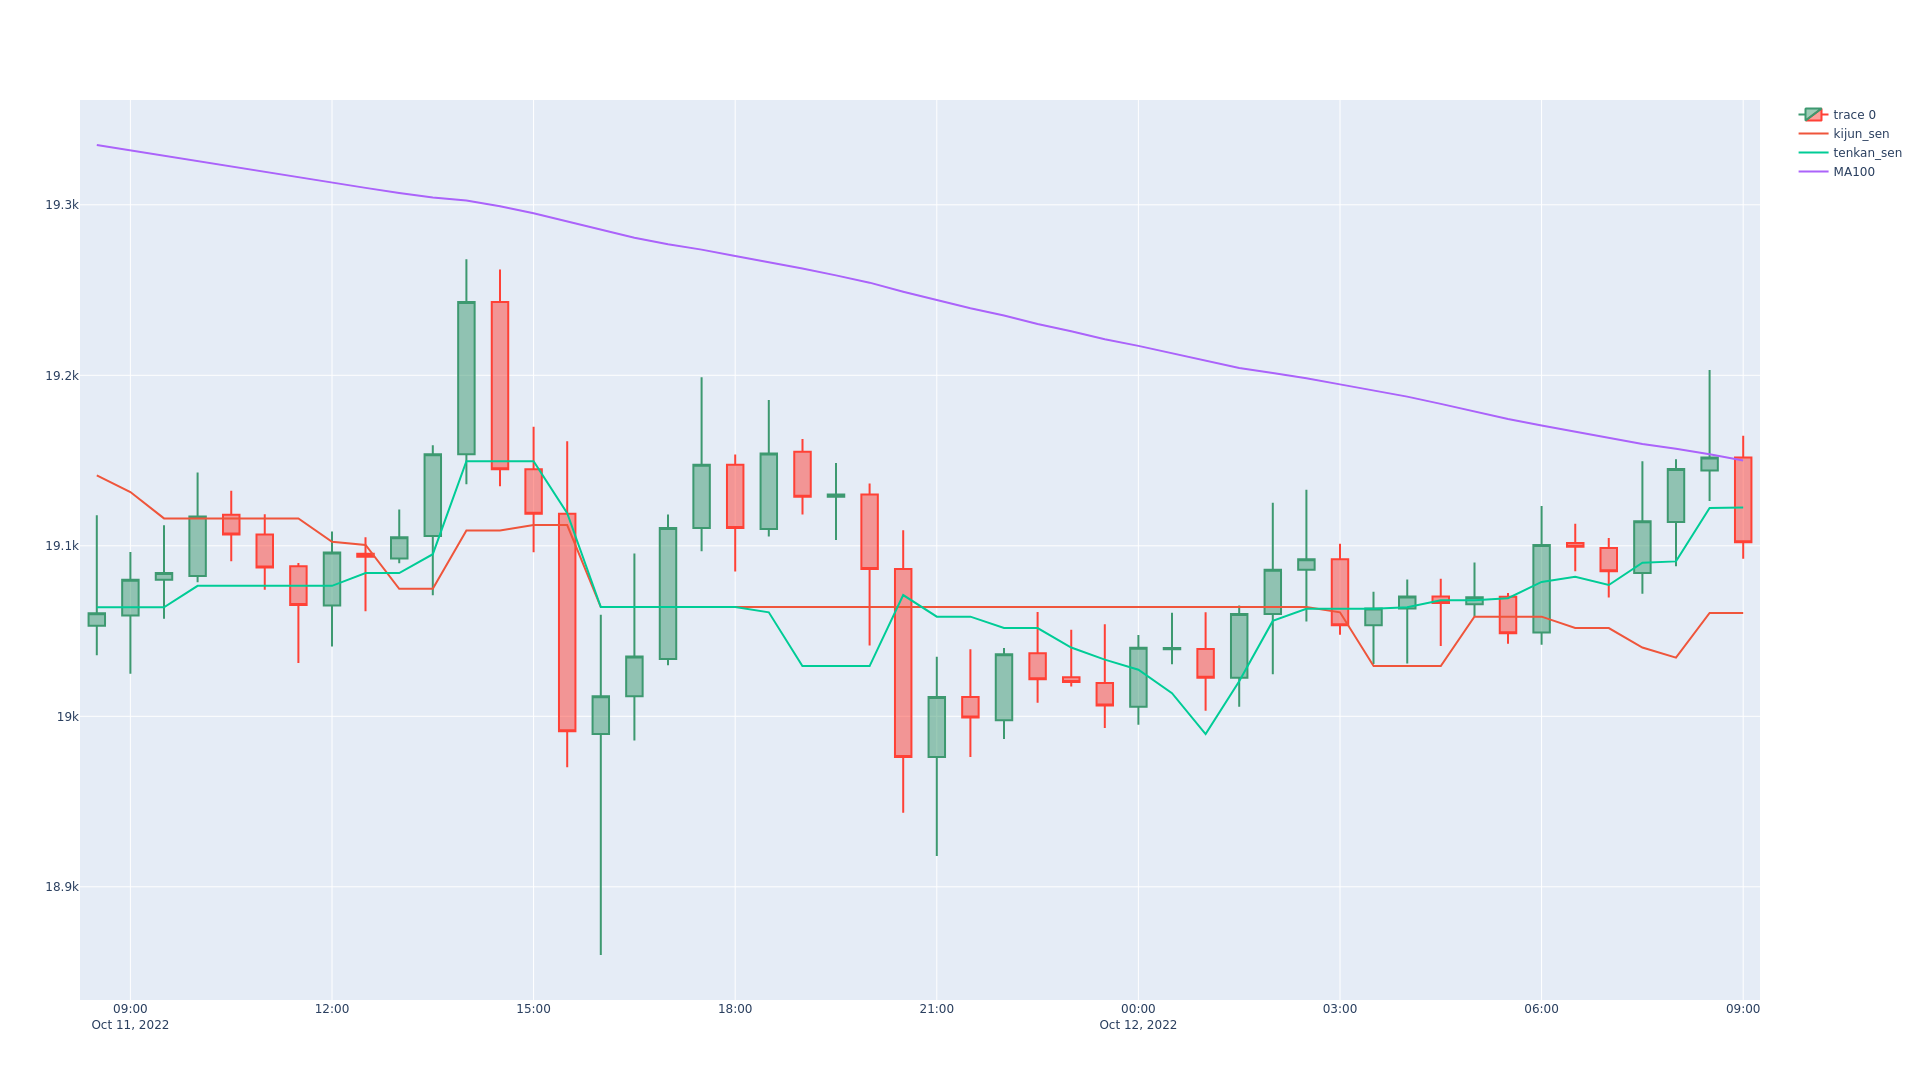 trace 0
kijun_sen
tenkan_sen
MA100
19.3k
19.2k
19.1k
19k
18.9k
09:00 12:00 15:00 18:00 21:00 00:00 03:00 06:00 09:00
Oct 11, 2022 Oct 12, 2022